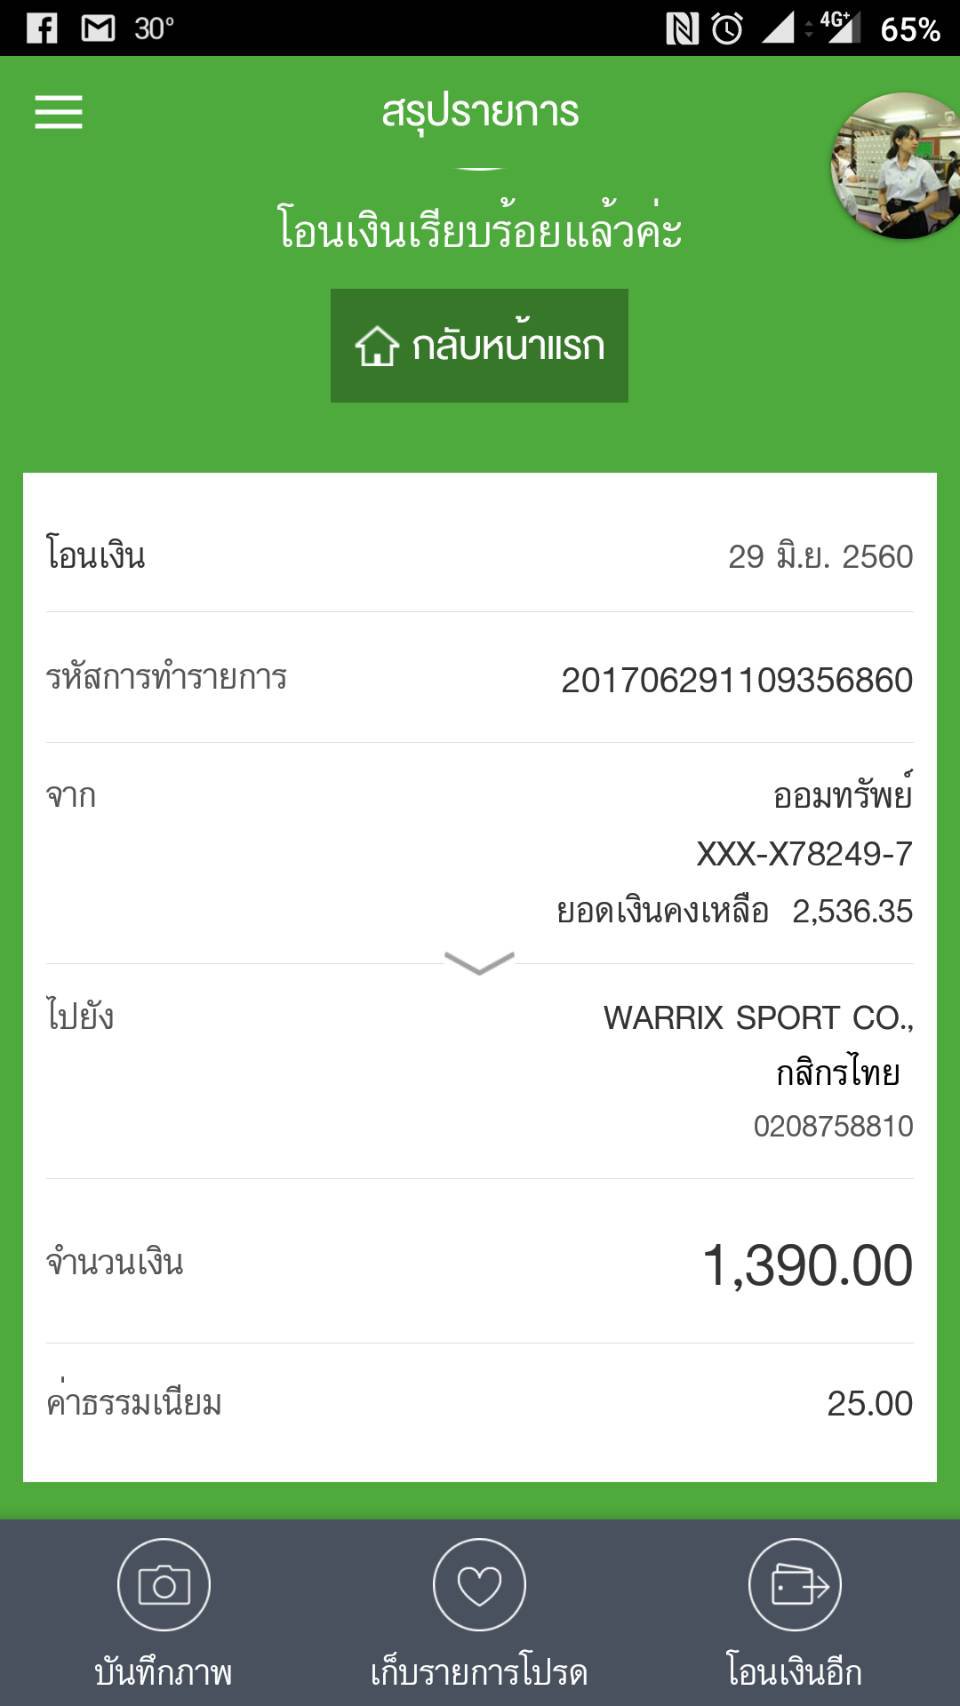 30°
4G+ 65%
สรุปรายการ
โอนเงินเรียบร้อยแล้วค่ะ
กลับหน้าแรก
โอนเงิน 29 มิ.ย. 2560
รหัสการทำรายการ 201706291109356860
จาก ออมทรัพย์
XXX-X78249-7
ยอดเงินคงเหลือ 2,536.35
ไปยัง WARRIX SPORT CO.,
กสิกรไทย
0208758810
จำนวนเงิน 1,390.00
ค่าธรรมเนียม 25.00
บันทึกภาพ เก็บรายการโปรด โอนเงินอีก